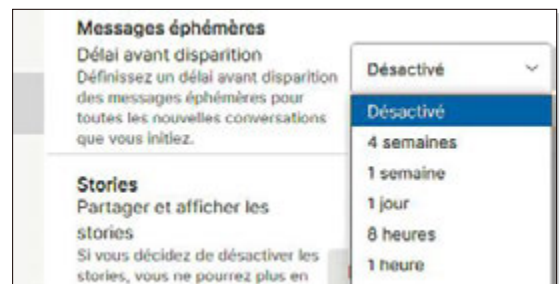 Messages éphémères
Délai avant disparition
Définissez un délai avant disparition
des messages éphémères pour
toutes les nouvelles conversations
que vous initiez.
Désactivé
Désactivé
4 semaines
1 semaine
1 jour
8 heures
1 heure
Stories
Partager et afficher les
stories
Si vous décidez de désactiver les
stories, vous ne pourrez plus en